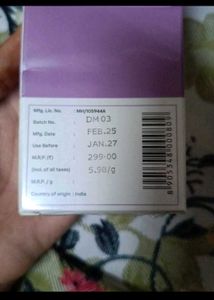 Mfg. Lic. No. : MH/105944A
Batch No. : DM 03
Mfg. Date : FEB.25
Use Before : JAN.27
M.R.P. (₹) : 299.00
(Incl. of all taxes) 5.98/g
M.R.P. / g :
Country of origin : India
8905348000809